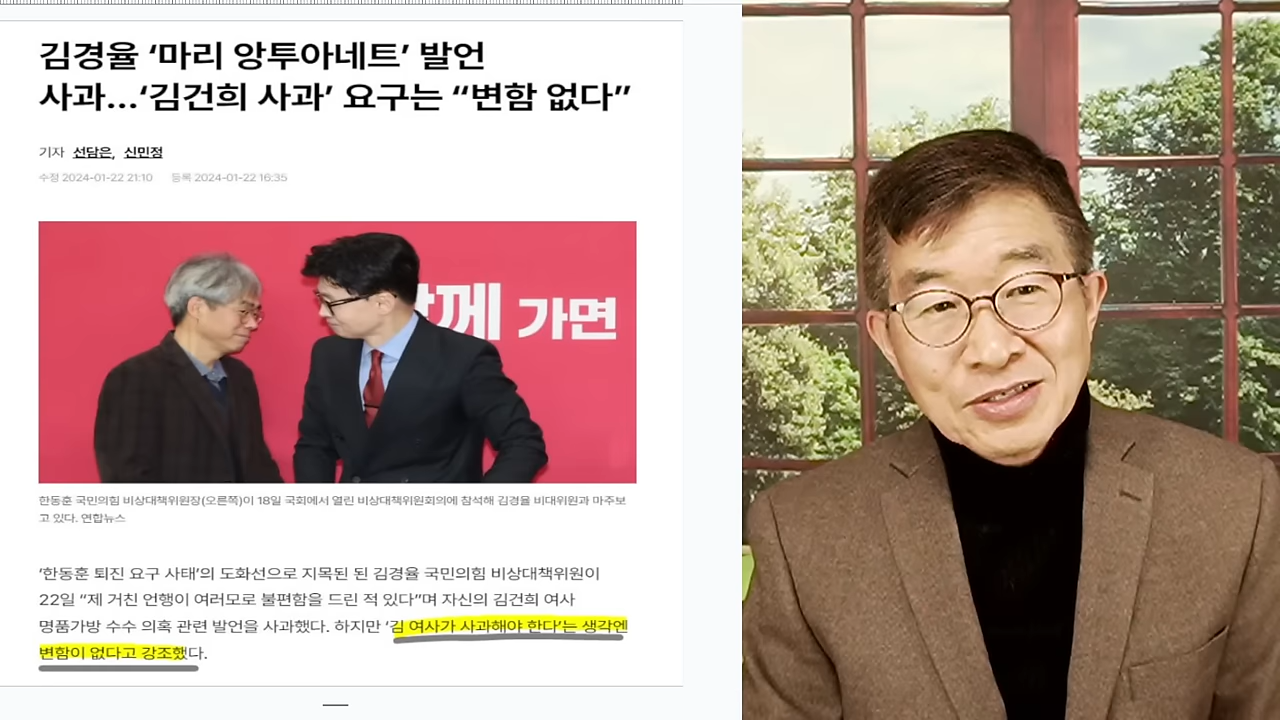 김경율 ‘마리 앙투아네트’ 발언
사과...‘김건희 사과’ 요구는 “변함 없다”
기자 선담은, 신민정
수정 2024-01-22 21:10 등록 2024-01-22 16:35
함께 가면
한동훈 국민의힘 비상대책위원장(오른쪽)이 18일 국회에서 열린 비상대책위원회의에 참석해 김경율 비대위원과 마주보
고 있다. 연합뉴스
‘한동훈 퇴진 요구 사태’의 도화선으로 지목된 된 김경율 국민의힘 비상대책위원이
22일 “제 거친 언행이 여러모로 불편함을 드린 적 있다”며 자신의 김건희 여사
명품가방 수수 의혹 관련 발언을 사과했다. 하지만 ‘김 여사가 사과해야 한다’는 생각엔
변함이 없다고 강조했다.